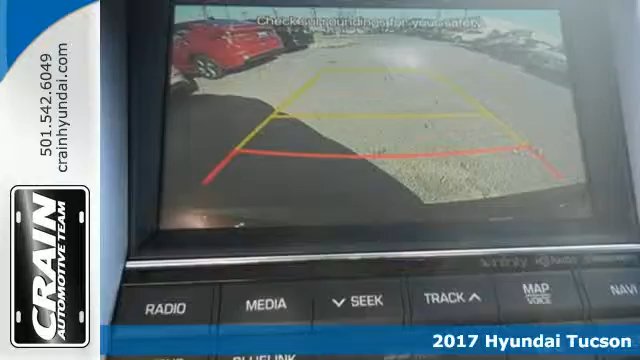 Check surroundings for your safety
501.542.6049
crainhyundai.com
CRAIN
AUTOMOTIVE TEAM
RADIO MEDIA SEEK TRACK MAP NAVI
VOICE
BLUELINK
2017 Hyundai Tucson